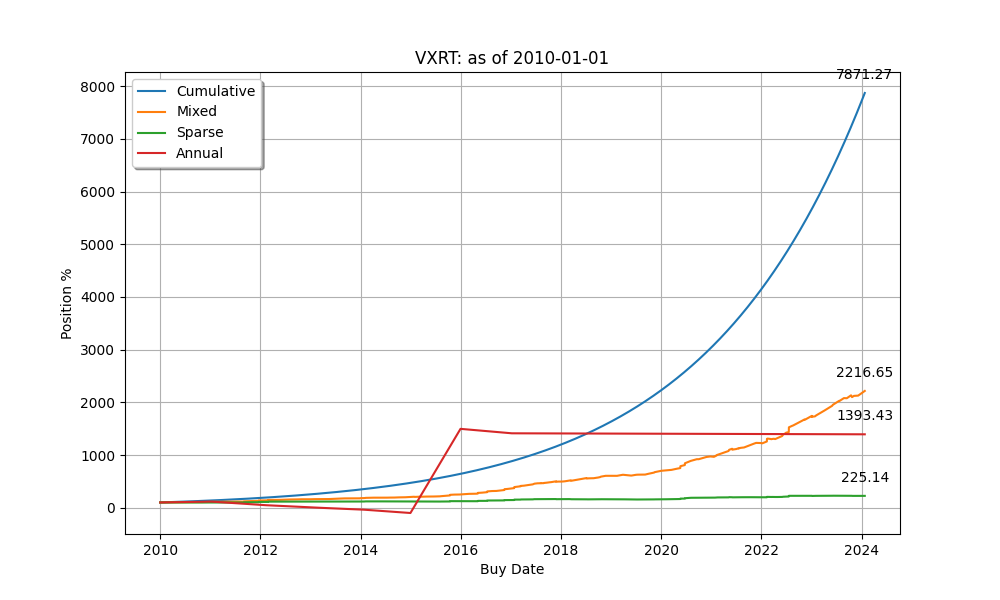 VXRT: as of 2010-01-01
Cumulative
Mixed
Sparse
Annual
7871.27
2216.65
1393.43
225.14
8000
7000
6000
5000
4000
3000
2000
1000
0
Position %
2010 2012 2014 2016 2018 2020 2022 2024
Buy Date